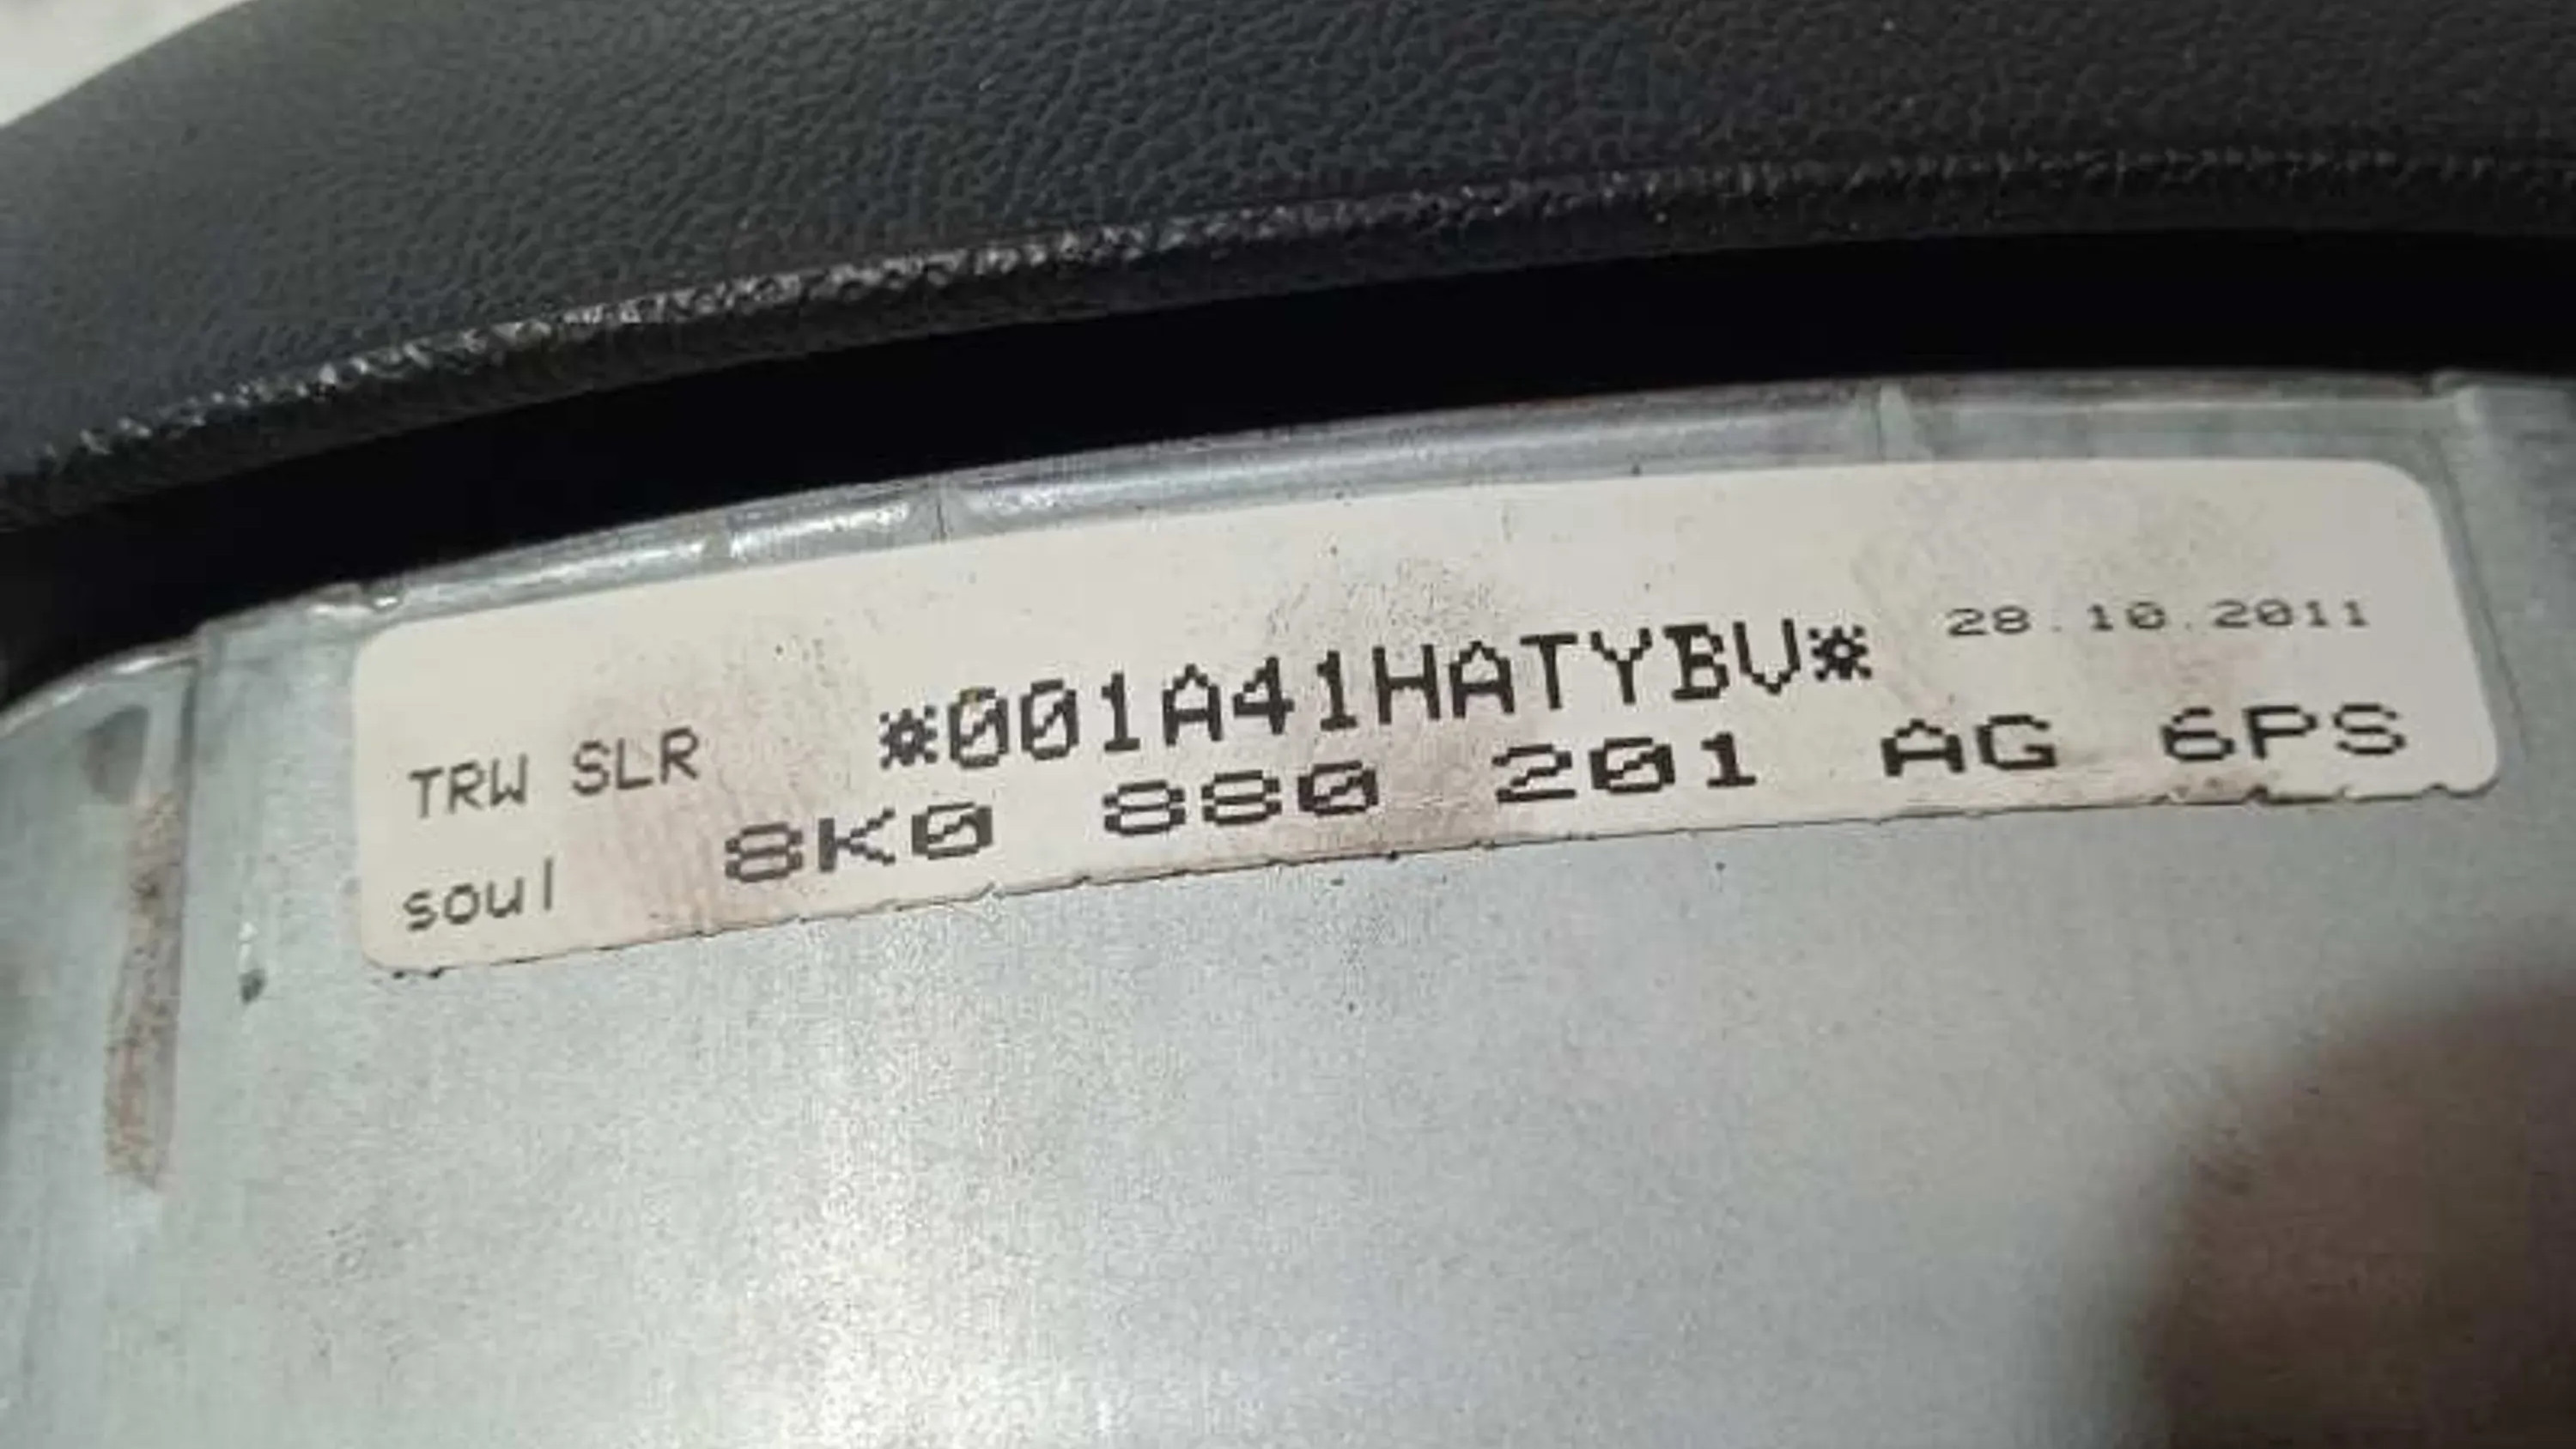 TRW SLR *001A41HATYBV* 28.10.2011
soul 8K0 880 201 AG 6PS